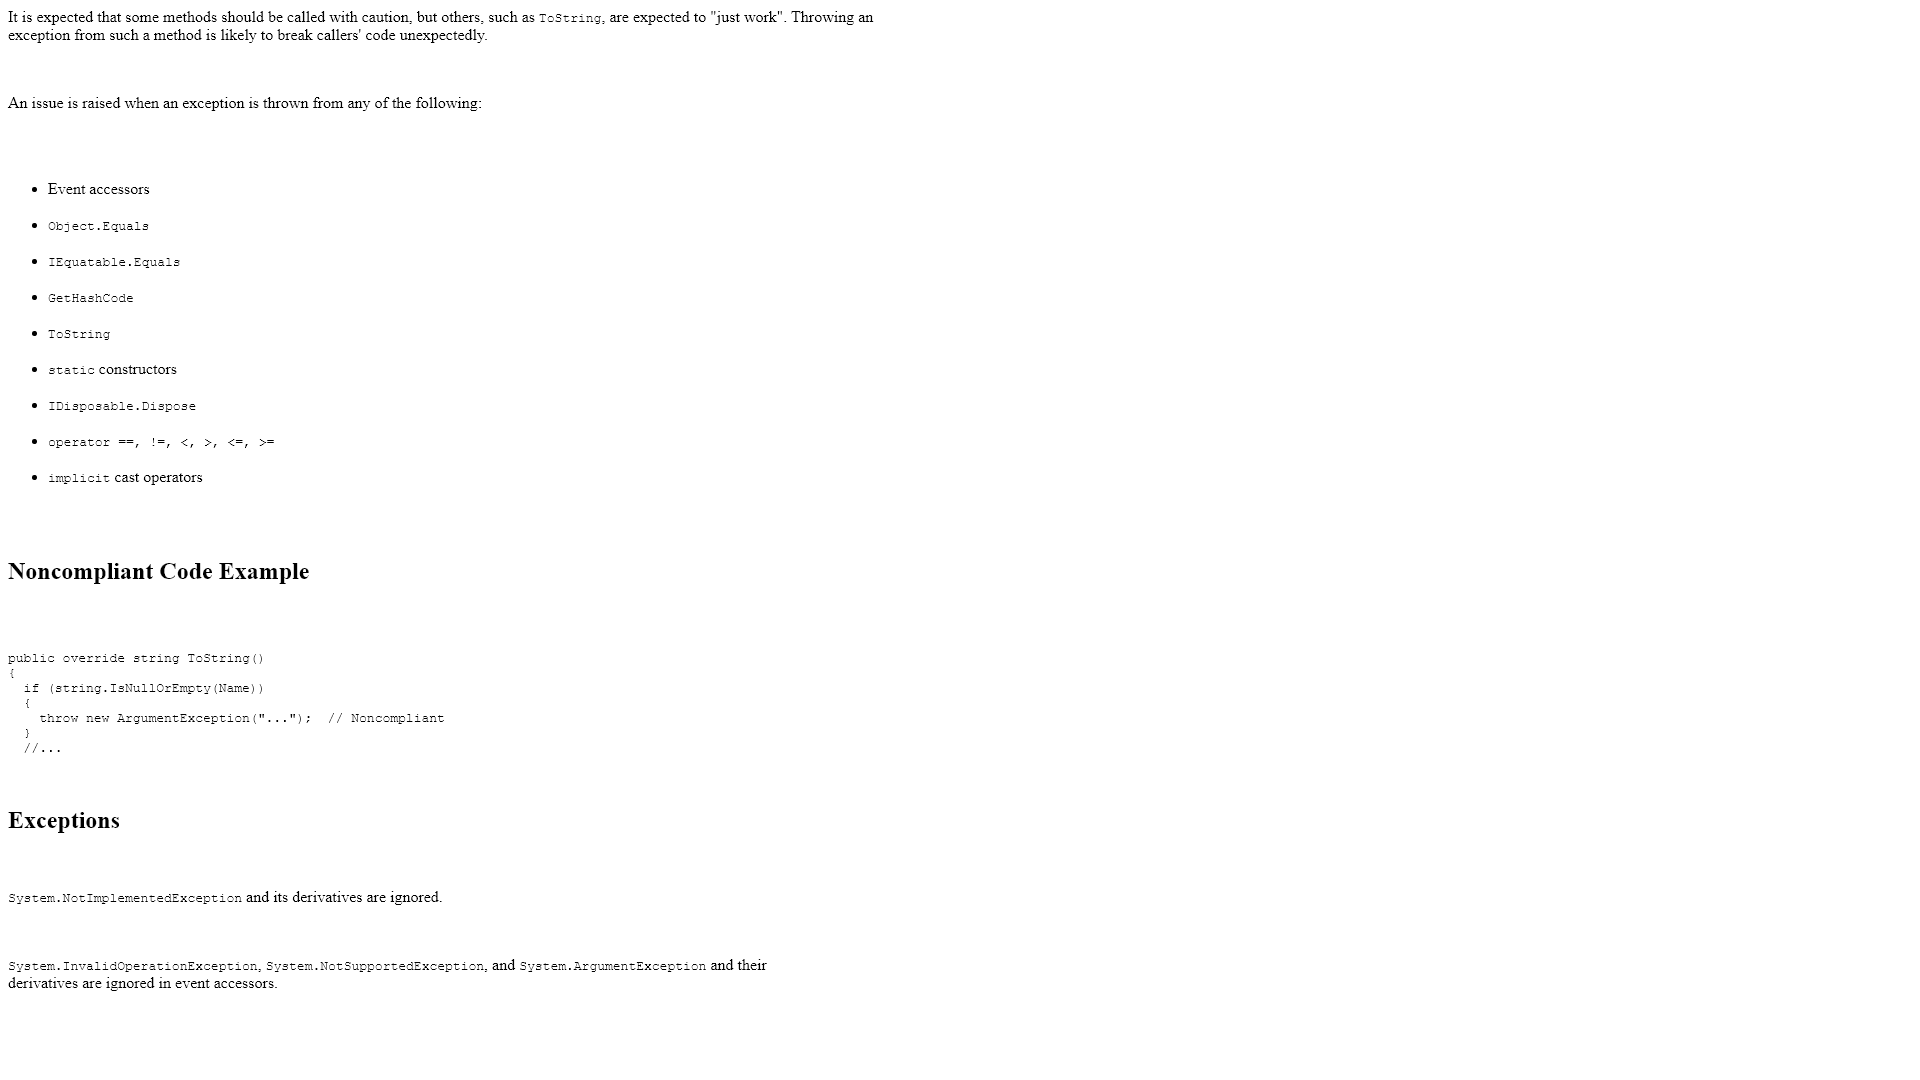 It is expected that some methods should be called with caution, but others, such as ToString, are expected to "just work". Throwing an
exception from such a method is likely to break callers' code unexpectedly.
An issue is raised when an exception is thrown from any of the following:
• Event accessors
• Object.Equals
• IEquatable.Equals
• GetHashCode
• ToString
• static constructors
• IDisposable.Dispose
• operator ==, !=, <, >, <=, >=
• implicit cast operators
Noncompliant Code Example
public override string ToString()
{
  if (string.IsNullOrEmpty(Name))
  {
    throw new ArgumentException("...");  // Noncompliant
  }
  //...
Exceptions
System.NotImplementedException and its derivatives are ignored.
System.InvalidOperationException, System.NotSupportedException, and System.ArgumentException and their
derivatives are ignored in event accessors.